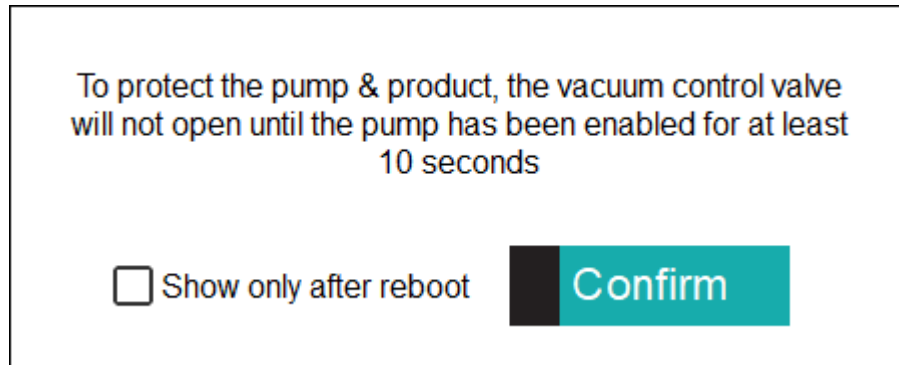 To protect the pump & product, the vacuum control valve
will not open until the pump has been enabled for at least
10 seconds
Show only after reboot
Confirm